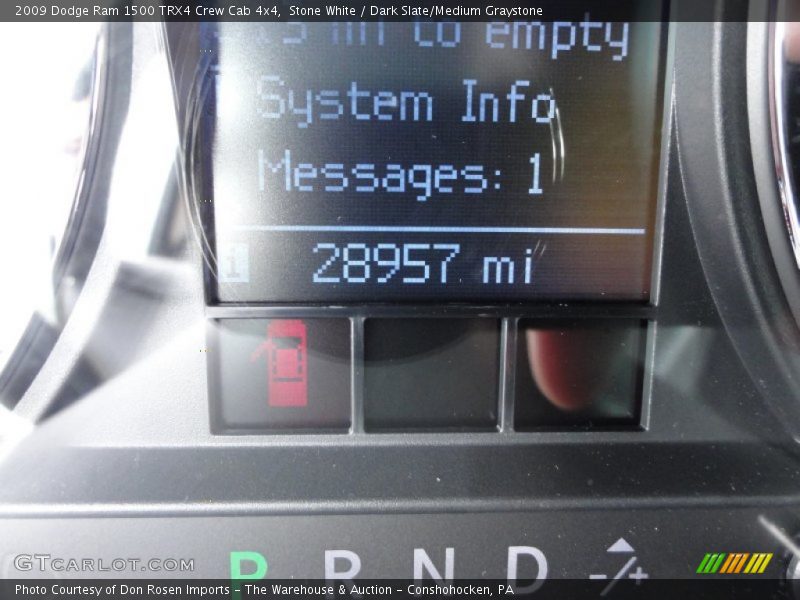 2009 Dodge Ram 1500 TRX4 Crew Cab 4x4, Stone White / Dark Slate/Medium Graystone
to empty
System Info
Messages: 1
1 28957 mi
P R N D -/+
GTCARLOT.COM
Photo Courtesy of Don Rosen Imports - The Warehouse & Auction - Conshohocken, PA